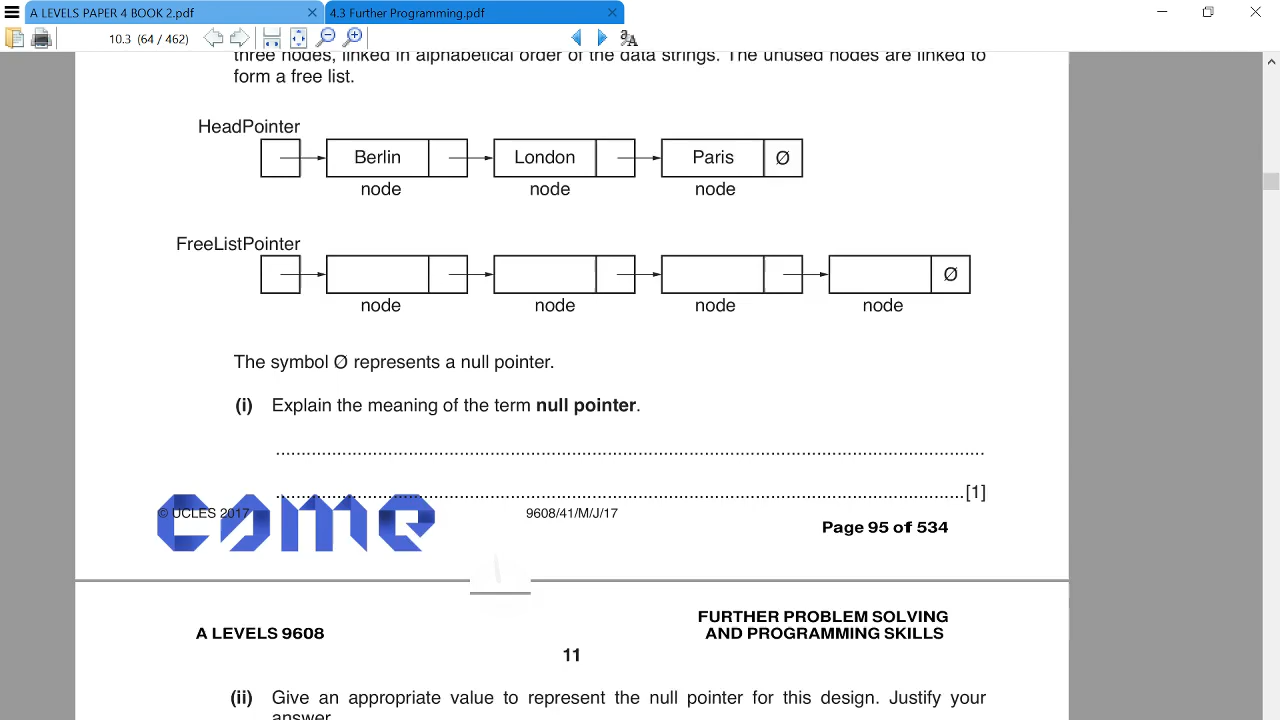 A LEVELS PAPER 4 BOOK 2.pdf
4.3 Further Programming.pdf
10.3 (64 / 462)
three nodes, linked in alphabetical order of the data strings. The unused nodes are linked to
form a free list.
HeadPointer
Berlin London Paris Ø
node node node
FreeListPointer
Ø
node node node node
The symbol Ø represents a null pointer.
(i) Explain the meaning of the term null pointer.
[1]
come
© UCLES 2017 9608/41/M/J/17
Page 95 of 534
A LEVELS 9608
FURTHER PROBLEM SOLVING
AND PROGRAMMING SKILLS
11
(ii) Give an appropriate value to represent the null pointer for this design. Justify your
answer.